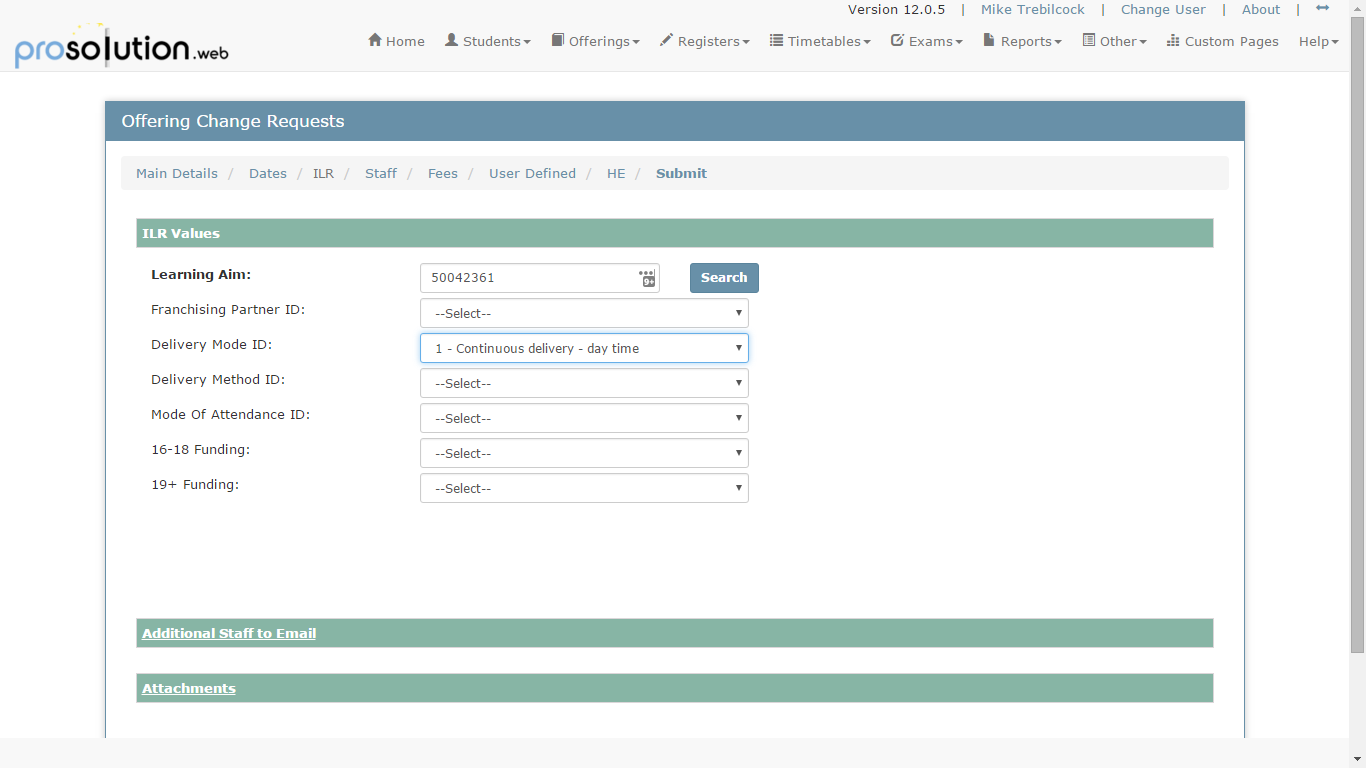 Version 12.0.5 | Mike Trebilcock | Change User | About |
prosolution.web
Home Students Offerings Registers Timetables Exams Reports Other Custom Pages Help
Offering Change Requests
Main Details / Dates / ILR / Staff / Fees / User Defined / HE / Submit
ILR Values
Learning Aim: 50042361 9+ Search
Franchising Partner ID: --Select--
Delivery Mode ID: 1 - Continuous delivery - day time
Delivery Method ID: --Select--
Mode Of Attendance ID: --Select--
16-18 Funding: --Select--
19+ Funding: --Select--
Additional Staff to Email
Attachments